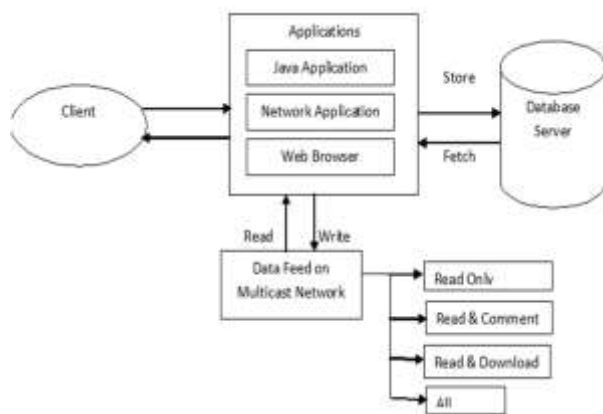 Applications
Java Application
Network Application
Web Browser
Client
Store
Fetch
Database
Server
Read
Write
Data Feed on
Multicast Network
Read Only
Read & Comment
Read & Download
All